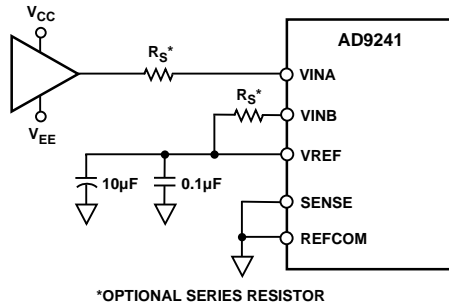 VCC
AD9241
RS*
VINA
RS*
VINB
VEE
VREF
10µF
0.1µF
SENSE
REFCOM
*OPTIONAL SERIES RESISTOR